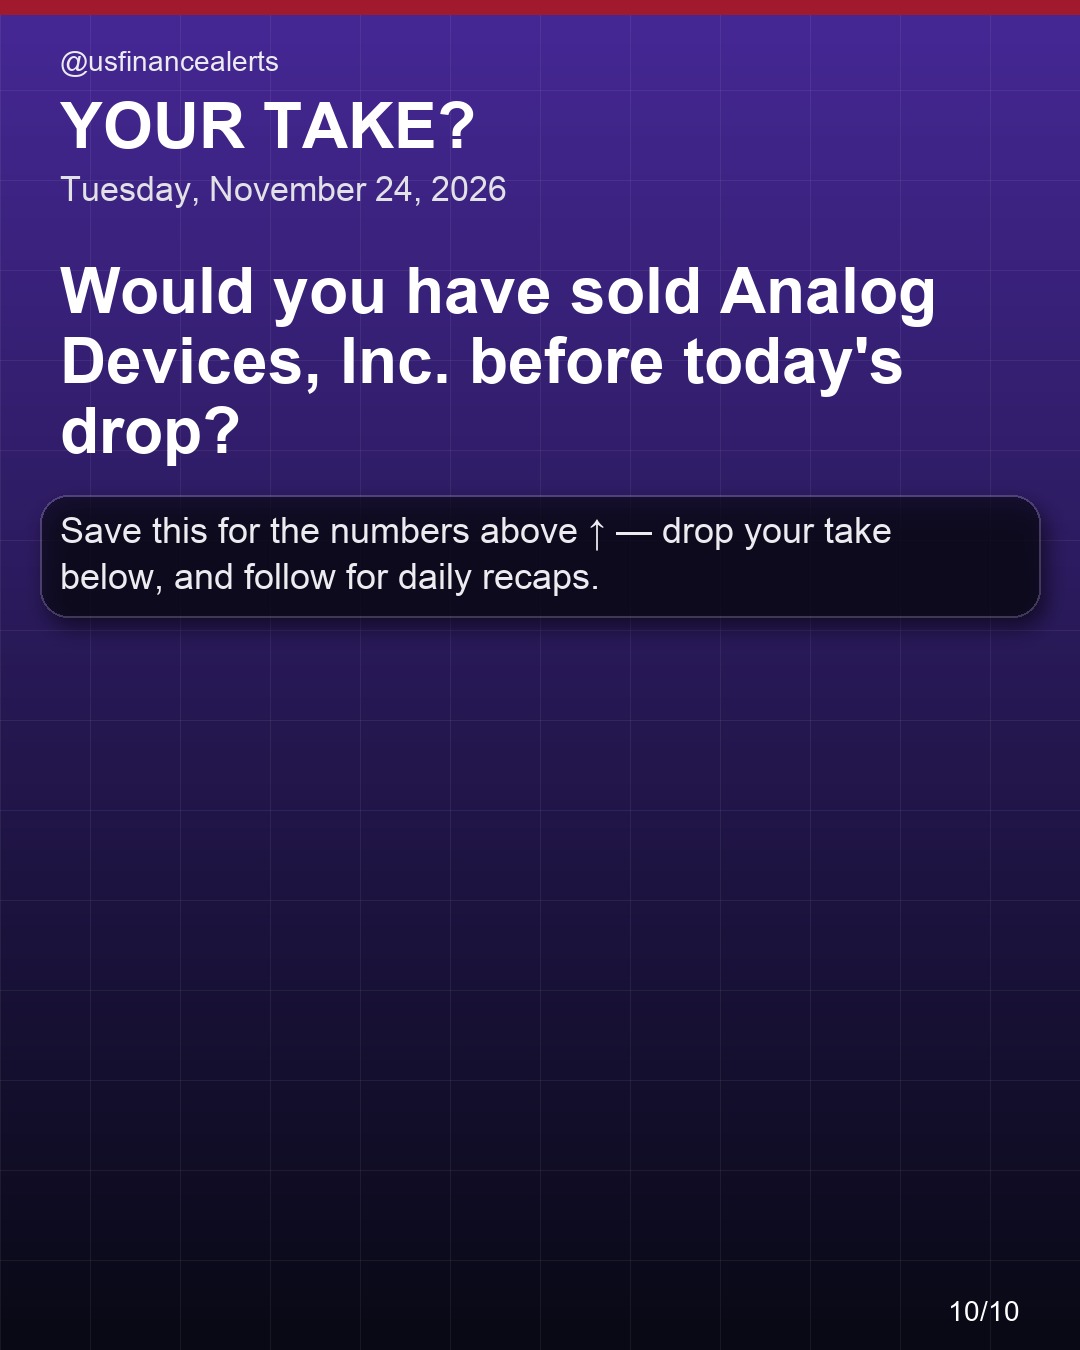 @usfinancealerts
YOUR TAKE?
Tuesday, November 24, 2026
Would you have sold Analog
Devices, Inc. before today's
drop?
Save this for the numbers above ↑ — drop your take
below, and follow for daily recaps.
10/10